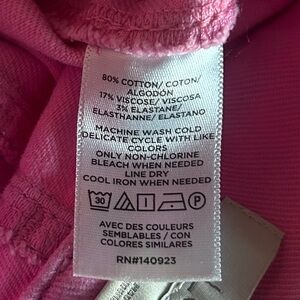 80% COTTON/ COTON/
ALGODÓN
17% VISCOSE/ VISCOSA
3% ELASTANE/
ELASTHANNE/ ELASTANO
MACHINE WASH COLD
DELICATE CYCLE WITH LIKE
COLORS
ONLY NON-CHLORINE
BLEACH WHEN NEEDED
LINE DRY
COOL IRON WHEN NEEDED
30 P
AVEC DES COULEURS
SEMBLABLES / CON
COLORES SIMILARES
RN#140923